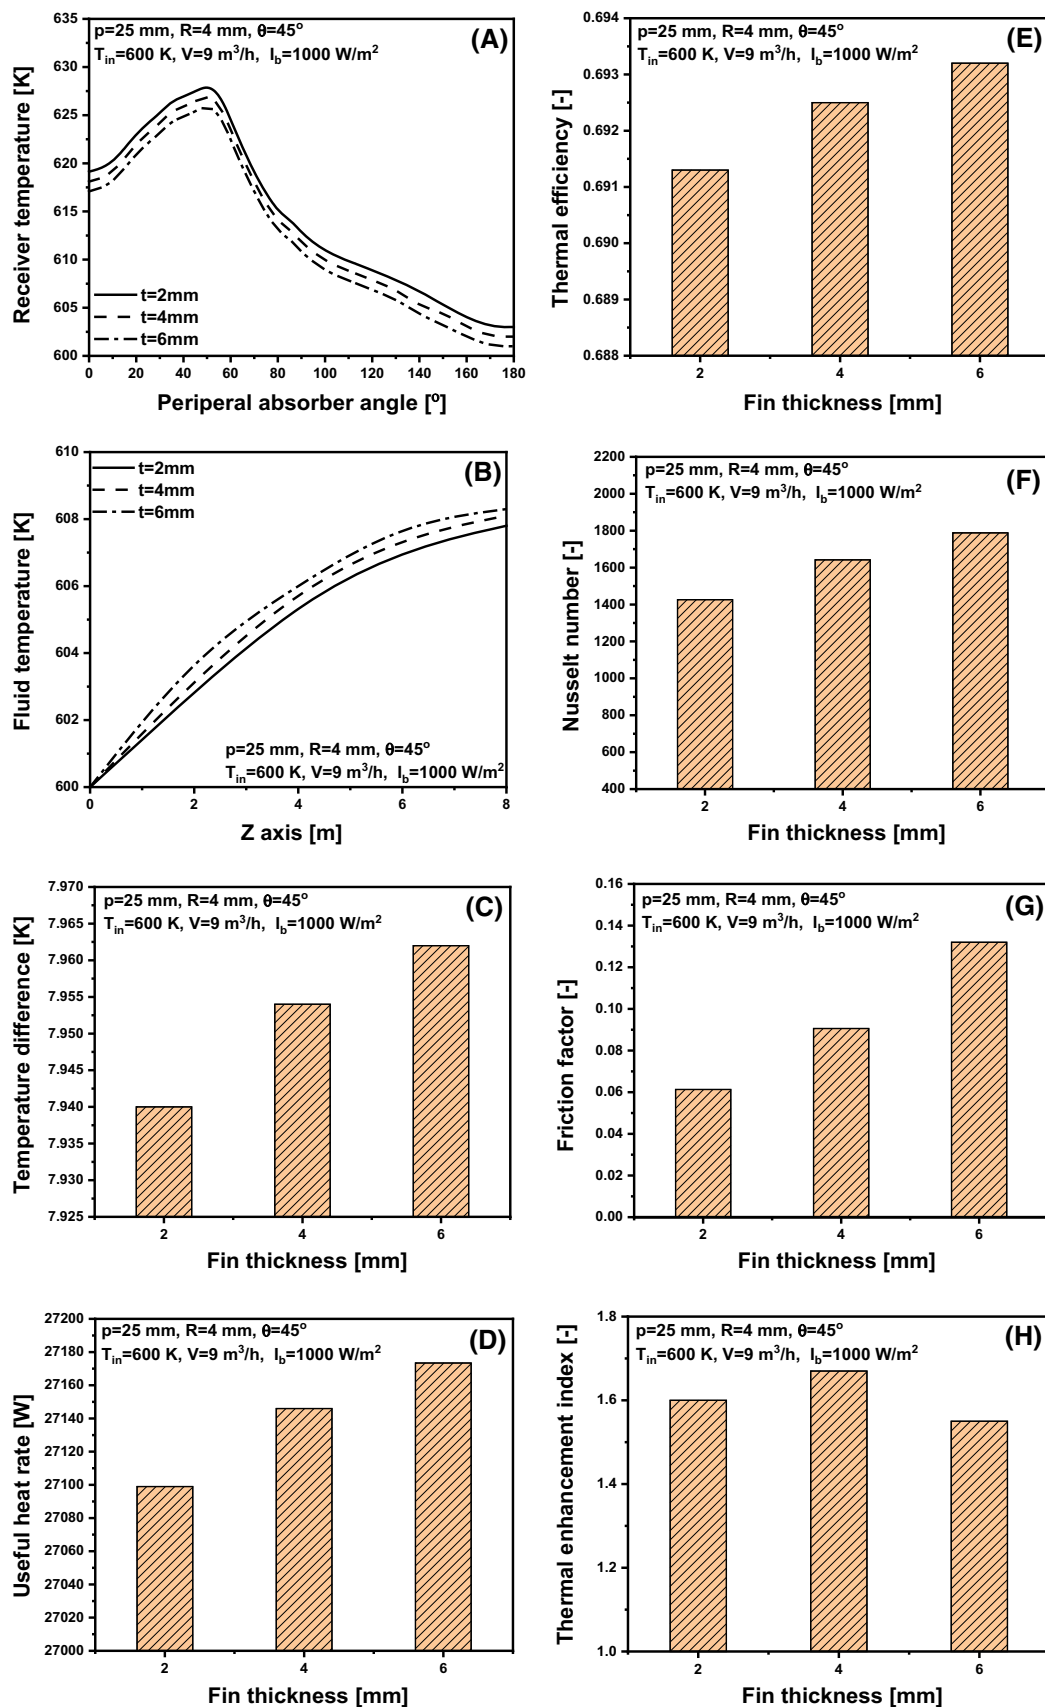 (A)
p=25 mm, R=4 mm, θ=45°
T_in=600 K, V=9 m³/h, I_b=1000 W/m²
Receiver temperature [K]
635
630
625
620
615
610
605
600
t=2mm
t=4mm
t=6mm
0 20 40 60 80 100 120 140 160 180
Periperal absorber angle [º]
(E)
p=25 mm, R=4 mm, θ=45°
T_in=600 K, V=9 m³/h, I_b=1000 W/m²
Thermal efficiency [-]
0.694
0.693
0.692
0.691
0.690
0.689
0.688
2 4 6
Fin thickness [mm]
(B)
t=2mm
t=4mm
t=6mm
Fluid temperature [K]
610
608
606
604
602
600
p=25 mm, R=4 mm, θ=45°
T_in=600 K, V=9 m³/h, I_b=1000 W/m²
0 2 4 6 8
Z axis [m]
(F)
p=25 mm, R=4 mm, θ=45°
T_in=600 K, V=9 m³/h, I_b=1000 W/m²
Nusselt number [-]
2200
2000
1800
1600
1400
1200
1000
800
600
400
2 4 6
Fin thickness [mm]
(C)
p=25 mm, R=4 mm, θ=45°
T_in=600 K, V=9 m³/h, I_b=1000 W/m²
Temperature difference [K]
7.970
7.965
7.960
7.955
7.950
7.945
7.940
7.935
7.930
7.925
2 4 6
Fin thickness [mm]
(G)
p=25 mm, R=4 mm, θ=45°
T_in=600 K, V=9 m³/h, I_b=1000 W/m²
Friction factor [-]
0.16
0.14
0.12
0.10
0.08
0.06
0.04
0.02
0.00
2 4 6
Fin thickness [mm]
(D)
p=25 mm, R=4 mm, θ=45°
T_in=600 K, V=9 m³/h, I_b=1000 W/m²
Useful heat rate [W]
27200
27180
27160
27140
27120
27100
27080
27060
27040
27020
27000
2 4 6
Fin thickness [mm]
(H)
p=25 mm, R=4 mm, θ=45°
T_in=600 K, V=9 m³/h, I_b=1000 W/m²
Thermal enhancement index [-]
1.8
1.6
1.4
1.2
1.0
2 4 6
Fin thickness [mm]